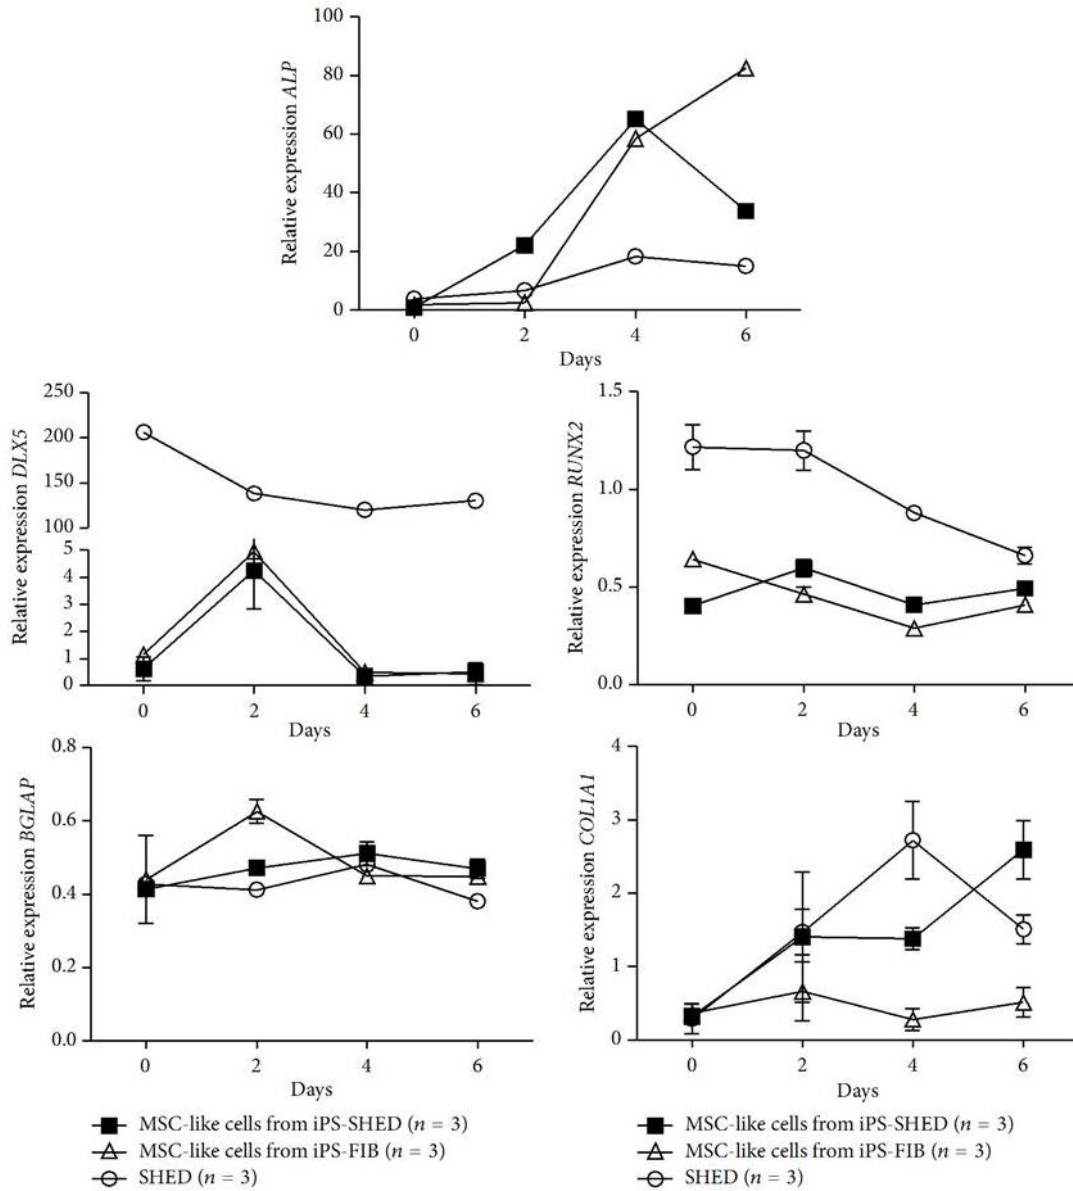 Relative expression ALP
100
80
60
40
20
0
0 2 4 6
Days
Relative expression DLX5
250
200
150
100
5
4
3
2
1
0
0 2 4 6
Days
Relative expression RUNX2
1.5
1.0
0.5
0.0
0 2 4 6
Days
Relative expression BGLAP
0.8
0.6
0.4
0.2
0.0
0 2 4 6
Days
Relative expression COL1A1
4
3
2
1
0
0 2 4 6
Days
MSC-like cells from iPS-SHED (n = 3)
MSC-like cells from iPS-FIB (n = 3)
SHED (n = 3)
MSC-like cells from iPS-SHED (n = 3)
MSC-like cells from iPS-FIB (n = 3)
SHED (n = 3)